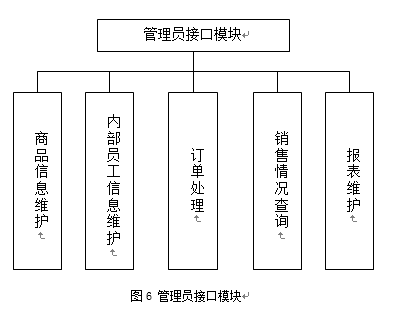 管理员接口模块
商品信息维护
内部员工信息维护
订单处理
销售情况查询
报表维护
图 6 管理员接口模块